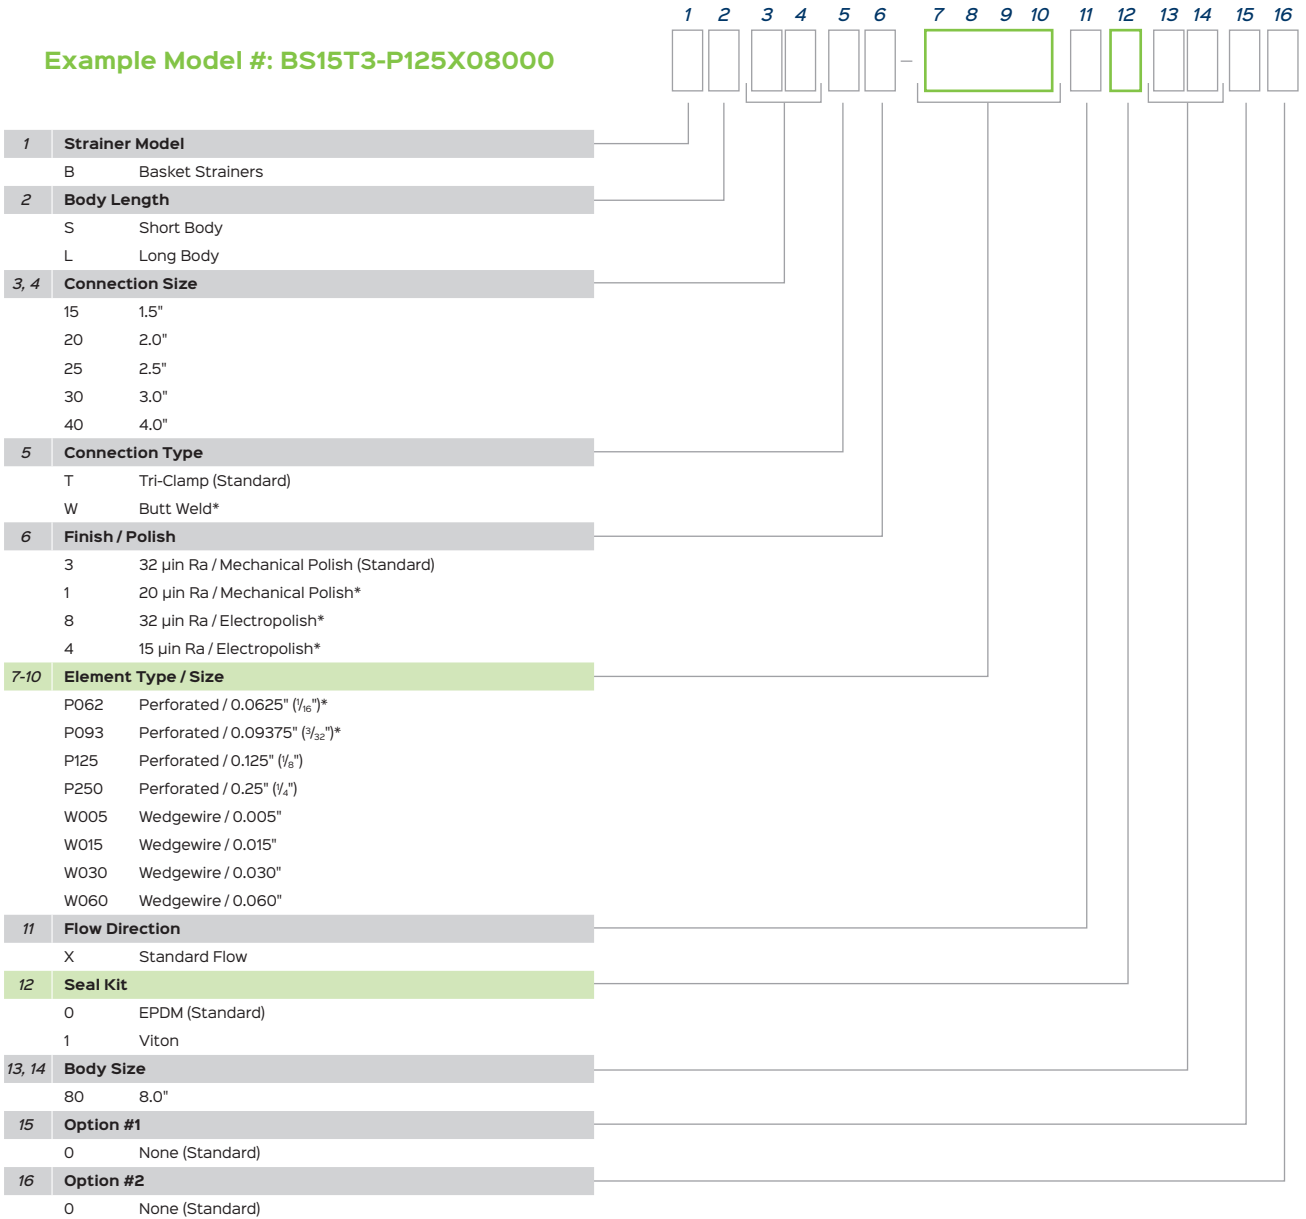 1 2 3 4 5 6 7 8 9 10 11 12 13 14 15 16
Example Model #: BS15T3-P125X08000
–
1 Strainer Model
B Basket Strainers
2 Body Length
S Short Body
L Long Body
3, 4 Connection Size
15 1.5"
20 2.0"
25 2.5"
30 3.0"
40 4.0"
5 Connection Type
T Tri-Clamp (Standard)
W Butt Weld*
6 Finish / Polish
3 32 µin Ra / Mechanical Polish (Standard)
1 20 µin Ra / Mechanical Polish*
8 32 µin Ra / Electropolish*
4 15 µin Ra / Electropolish*
7-10 Element Type / Size
P062 Perforated / 0.0625" (1/16")*
P093 Perforated / 0.09375" (3/32")*
P125 Perforated / 0.125" (1/8")
P250 Perforated / 0.25" (1/4")
W005 Wedgewire / 0.005"
W015 Wedgewire / 0.015"
W030 Wedgewire / 0.030"
W060 Wedgewire / 0.060"
11 Flow Direction
X Standard Flow
12 Seal Kit
0 EPDM (Standard)
1 Viton
13, 14 Body Size
80 8.0"
15 Option #1
0 None (Standard)
16 Option #2
0 None (Standard)